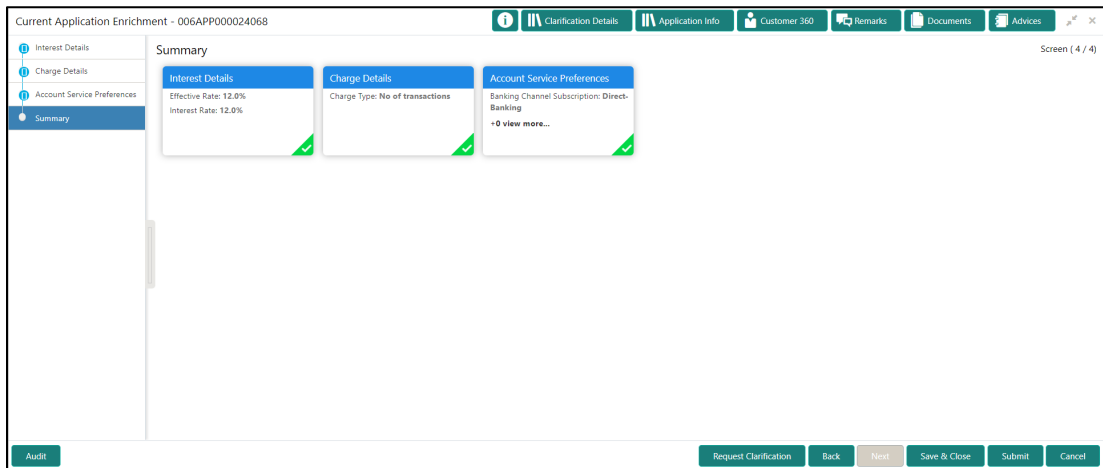 Current Application Enrichment - 006APP000024068
Clarification Details
Application Info
Customer 360
Remarks
Documents
Advices
Interest Details
Charge Details
Account Service Preferences
Summary
Summary
Screen ( 4 / 4)
Interest Details
Effective Rate: 12.0%
Interest Rate: 12.0%
Charge Details
Charge Type: No of transactions
Account Service Preferences
Banking Channel Subscription: Direct-
Banking
+0 view more...
Audit
Request Clarification
Back
Next
Save & Close
Submit
Cancel